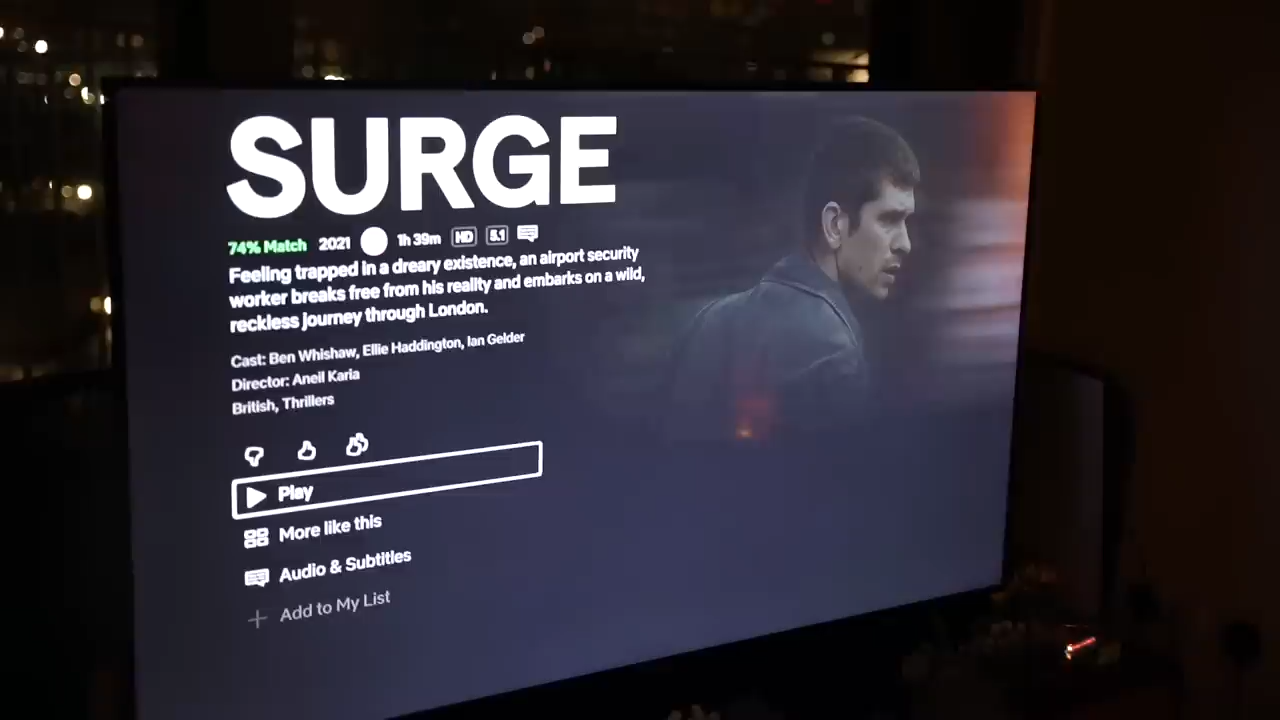 SURGE
74% Match 2021 1h 39m HD 5.1
Feeling trapped in a dreary existence, an airport security
worker breaks free from his reality and embarks on a wild,
reckless journey through London.
Cast: Ben Whishaw, Ellie Haddington, Ian Gelder
Director: Aneil Karia
British, Thrillers
Play
More like this
Audio & Subtitles
Add to My List